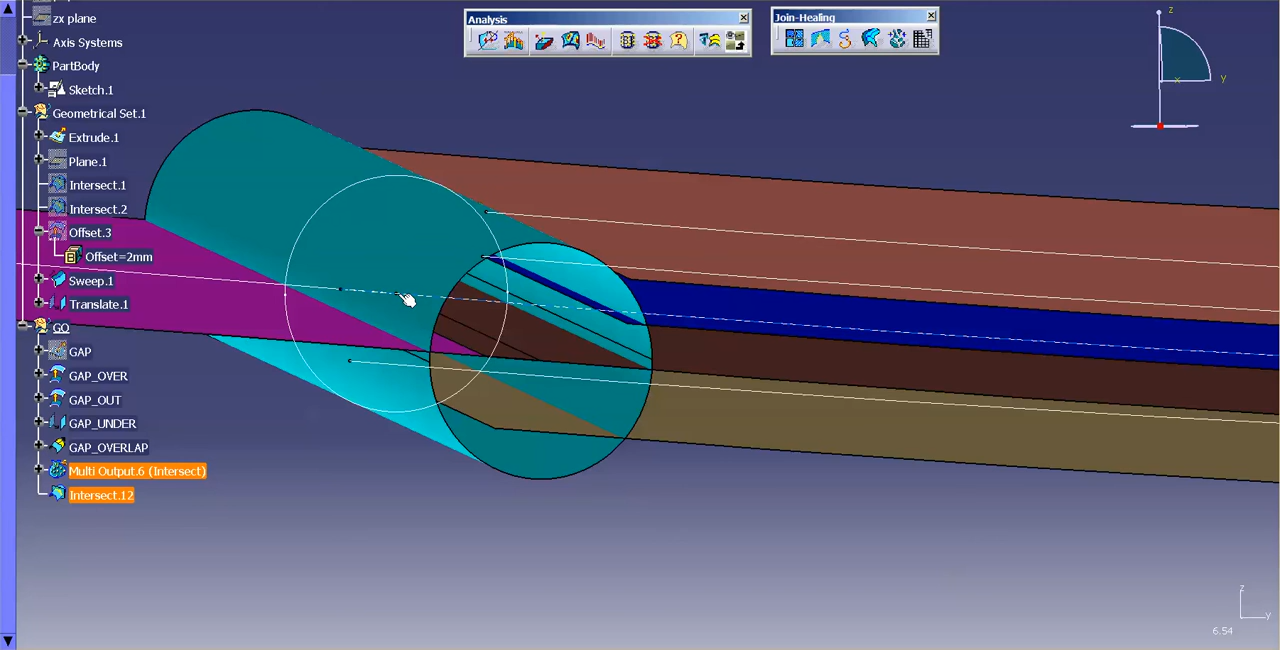 zx plane
Axis Systems
PartBody
Sketch.1
Geometrical Set.1
Extrude.1
Plane.1
Intersect.1
Intersect.2
Offset.3
Offset=2mm
Sweep.1
Translate.1
GO
GAP
GAP_OVER
GAP_OUT
GAP_UNDER
GAP_OVERLAP
Multi Output.6 (Intersect)
Intersect.12
Analysis
Join-Healing
z
x
y
z
y
6.54